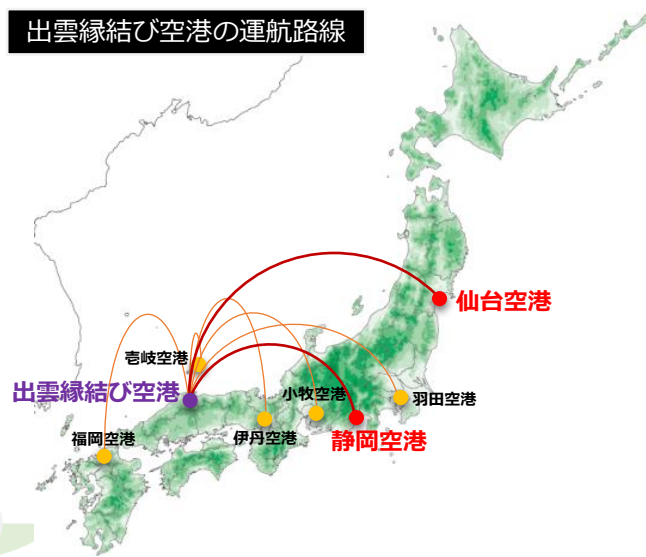 出雲縁結び空港の運航路線
仙台空港
壱岐空港
出雲縁結び空港
小牧空港
羽田空港
福岡空港
伊丹空港
静岡空港